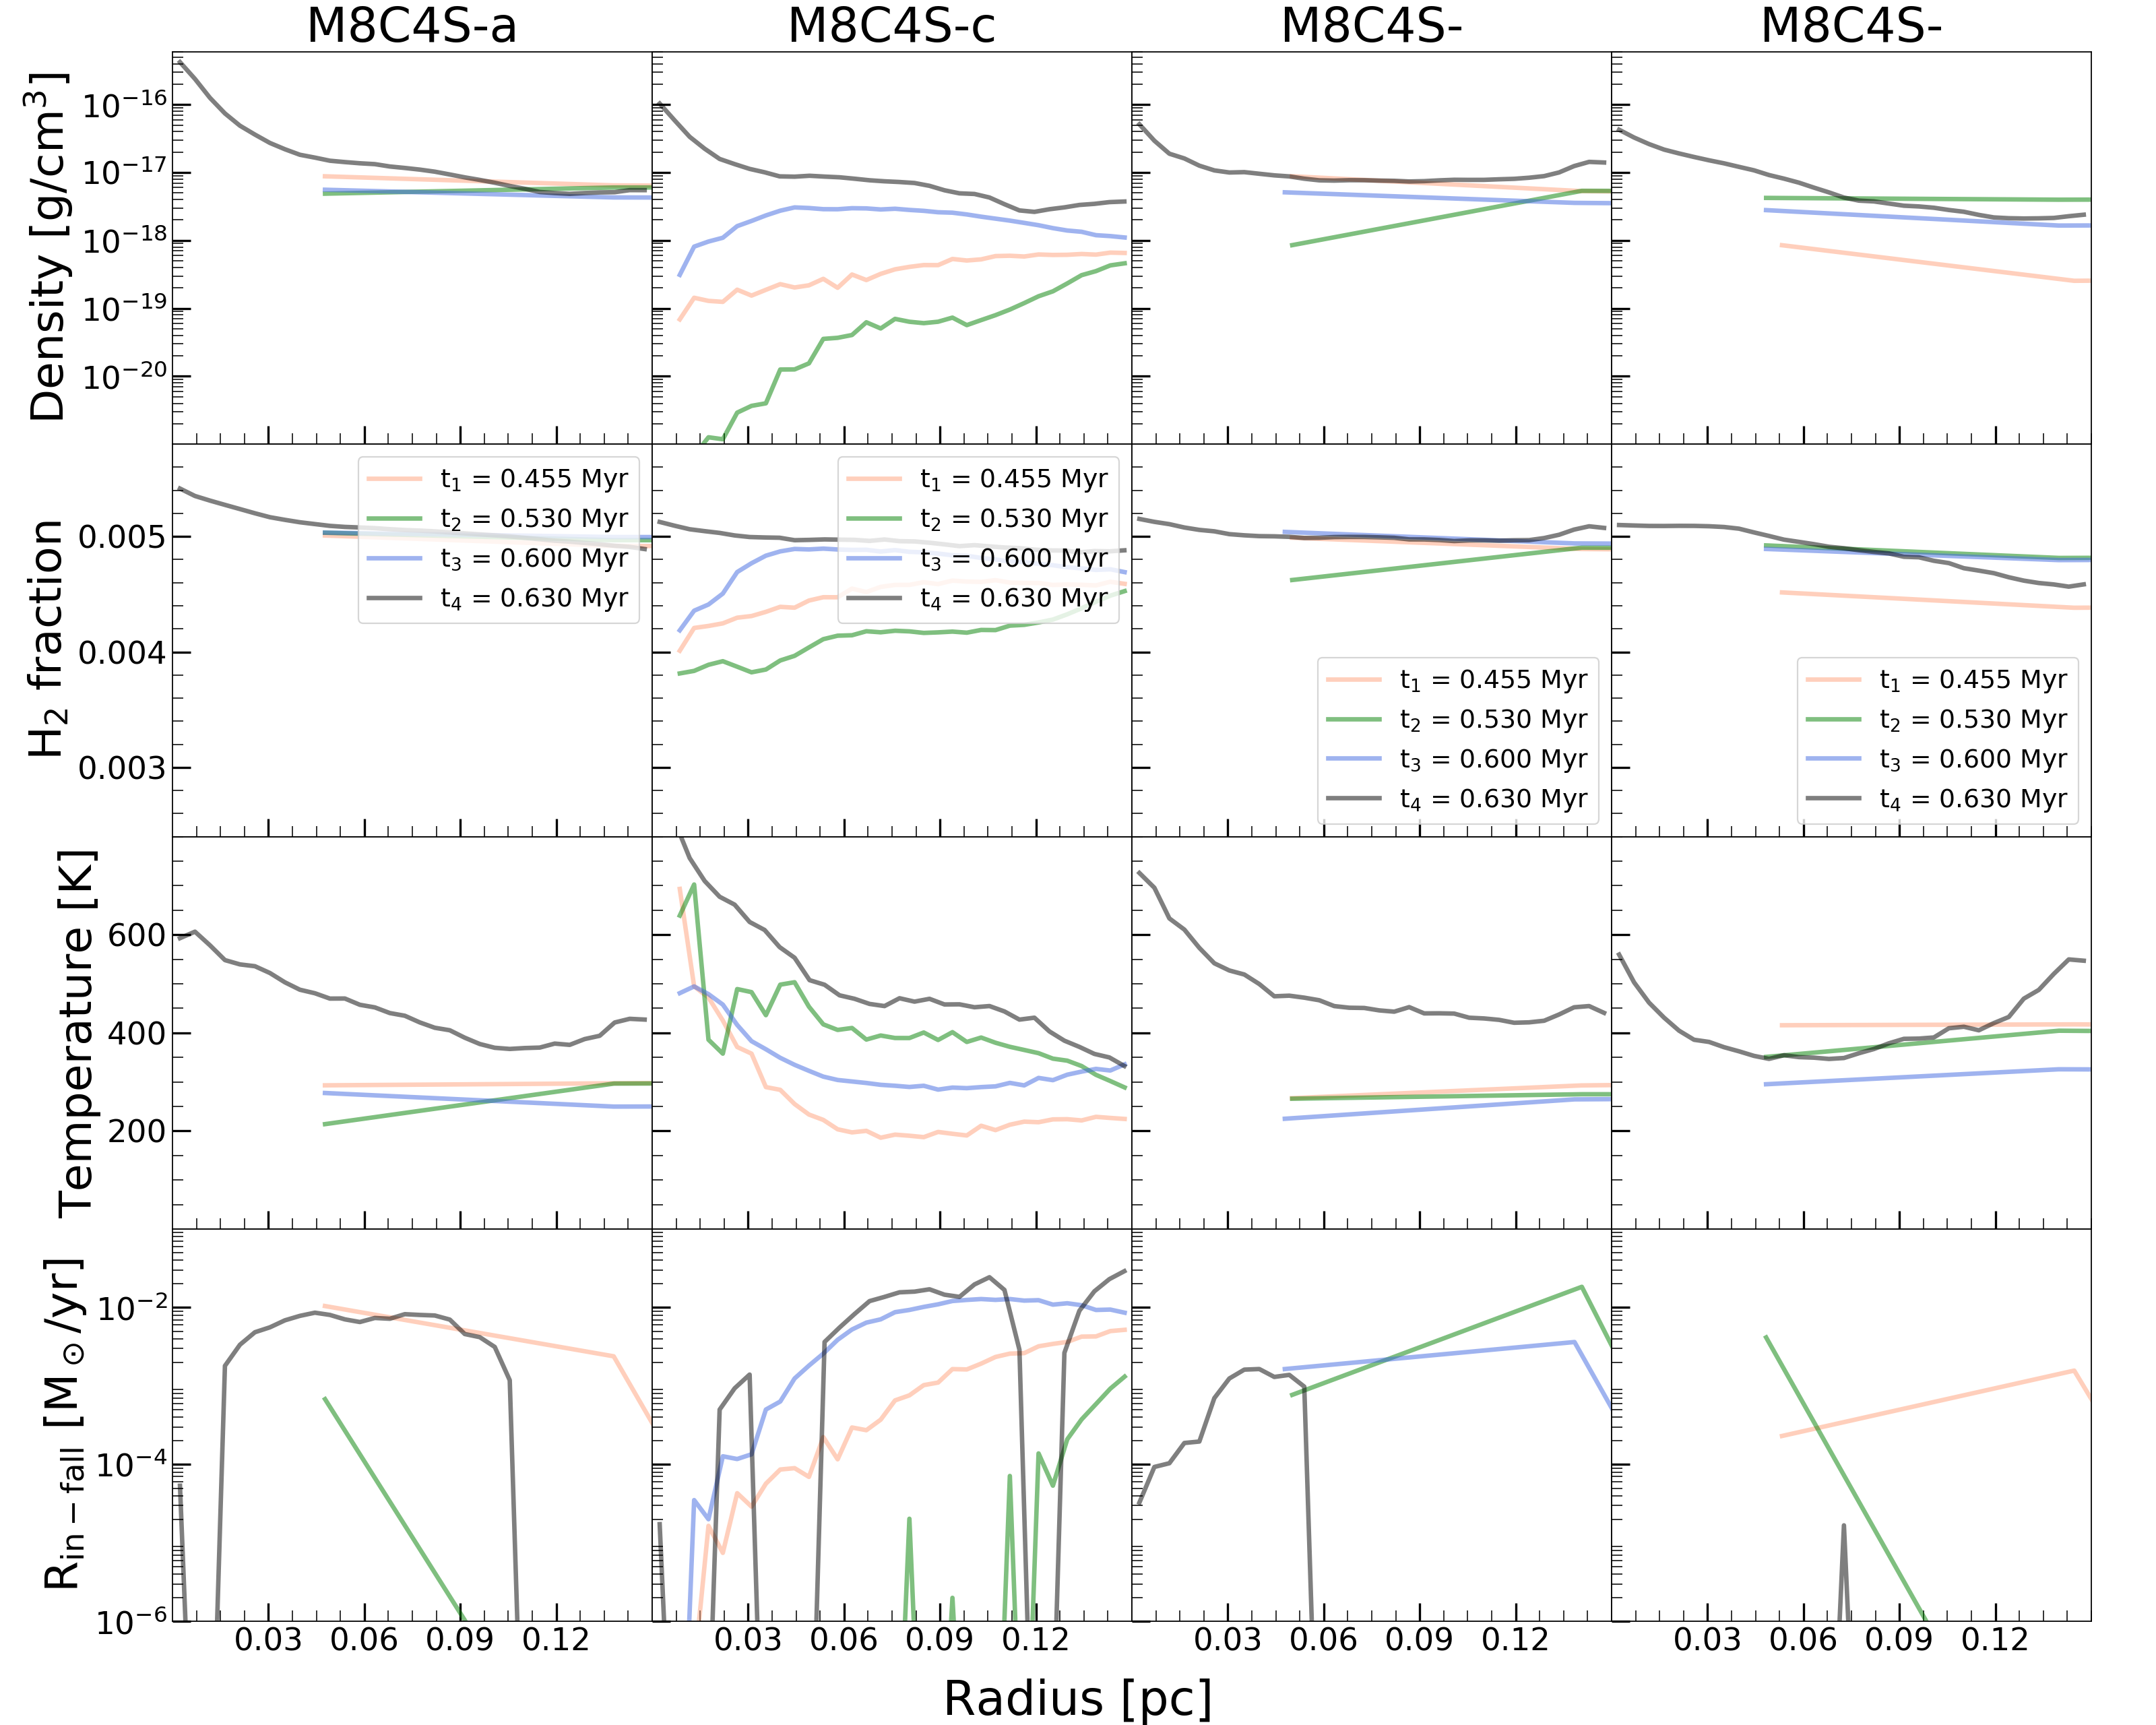 M8C4S-a M8C4S-c M8C4S- M8C4S-
Density [g/cm³]
10⁻¹⁶
10⁻¹⁷
10⁻¹⁸
10⁻¹⁹
10⁻²⁰
H₂ fraction
0.005
0.004
0.003
t₁ = 0.455 Myr
t₂ = 0.530 Myr
t₃ = 0.600 Myr
t₄ = 0.630 Myr
t₁ = 0.455 Myr
t₂ = 0.530 Myr
t₃ = 0.600 Myr
t₄ = 0.630 Myr
t₁ = 0.455 Myr
t₂ = 0.530 Myr
t₃ = 0.600 Myr
t₄ = 0.630 Myr
t₁ = 0.455 Myr
t₂ = 0.530 Myr
t₃ = 0.600 Myr
t₄ = 0.630 Myr
Temperature [K]
600
400
200
R_in−fall [M⊙/yr]
10⁻²
10⁻⁴
10⁻⁶
0.03 0.06 0.09 0.12 0.03 0.06 0.09 0.12 0.03 0.06 0.09 0.12 0.03 0.06 0.09 0.12
Radius [pc]